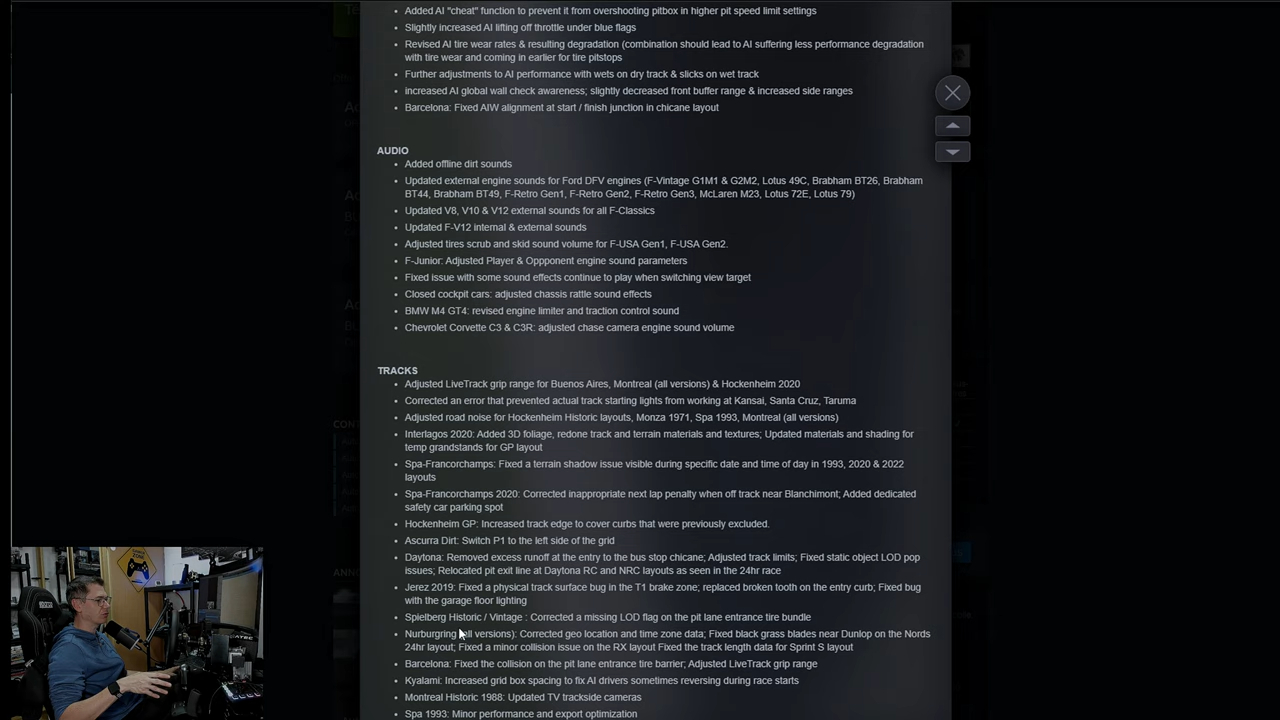 Added AI "cheat" function to prevent it from overshooting pitbox in higher pit speed limit settings
Slightly increased AI lifting off throttle under blue flags
Revised AI tire wear rates & resulting degradation (combination should lead to AI suffering less performance degradation
with tire wear and coming in earlier for tire pitstops
Further adjustments to AI performance with wets on dry track & slicks on wet track
increased AI global wall check awareness; slightly decreased front buffer range & increased side ranges
Barcelona: Fixed AIW alignment at start / finish junction in chicane layout
AUDIO
Added offline dirt sounds
Updated external engine sounds for Ford DFV engines (F-Vintage G1M1 & G2M2, Lotus 49C, Brabham BT26, Brabham
BT44, Brabham BT49, F-Retro Gen1, F-Retro Gen2, F-Retro Gen3, McLaren M23, Lotus 72E, Lotus 79)
Updated V8, V10 & V12 external sounds for all F-Classics
Updated F-V12 internal & external sounds
Adjusted tires scrub and skid sound volume for F-USA Gen1, F-USA Gen2.
F-Junior: Adjusted Player & Oppponent engine sound parameters
Fixed issue with some sound effects continue to play when switching view target
Closed cockpit cars: adjusted chassis rattle sound effects
BMW M4 GT4: revised engine limiter and traction control sound
Chevrolet Corvette C3 & C3R: adjusted chase camera engine sound volume
TRACKS
Adjusted LiveTrack grip range for Buenos Aires, Montreal (all versions) & Hockenheim 2020
Corrected an error that prevented actual track starting lights from working at Kansai, Santa Cruz, Taruma
Adjusted road noise for Hockenheim Historic layouts, Monza 1971, Spa 1993, Montreal (all versions)
Interlagos 2020: Added 3D foliage, redone track and terrain materials and textures; Updated materials and shading for
temp grandstands for GP layout
Spa-Francorchamps: Fixed a terrain shadow issue visible during specific date and time of day in 1993, 2020 & 2022
layouts
Spa-Francorchamps 2020: Corrected inappropriate next lap penalty when off track near Blanchimont; Added dedicated
safety car parking spot
Hockenheim GP: Increased track edge to cover curbs that were previously excluded.
Ascurra Dirt: Switch P1 to the left side of the grid
Daytona: Removed excess runoff at the entry to the bus stop chicane; Adjusted track limits; Fixed static object LOD pop
issues; Relocated pit exit line at Daytona RC and NRC layouts as seen in the 24hr race
Jerez 2019: Fixed a physical track surface bug in the T1 brake zone; replaced broken tooth on the entry curb; Fixed bug
with the garage floor lighting
Spielberg Historic / Vintage : Corrected a missing LOD flag on the pit lane entrance tire bundle
Nurburgring (all versions): Corrected geo location and time zone data; Fixed black grass blades near Dunlop on the Nords
24hr layout; Fixed a minor collision issue on the RX layout Fixed the track length data for Sprint S layout
Barcelona: Fixed the collision on the pit lane entrance tire barrier; Adjusted LiveTrack grip range
Kyalami: Increased grid box spacing to fix AI drivers sometimes reversing during race starts
Montreal Historic 1988: Updated TV trackside cameras
Spa 1993: Minor performance and export optimization